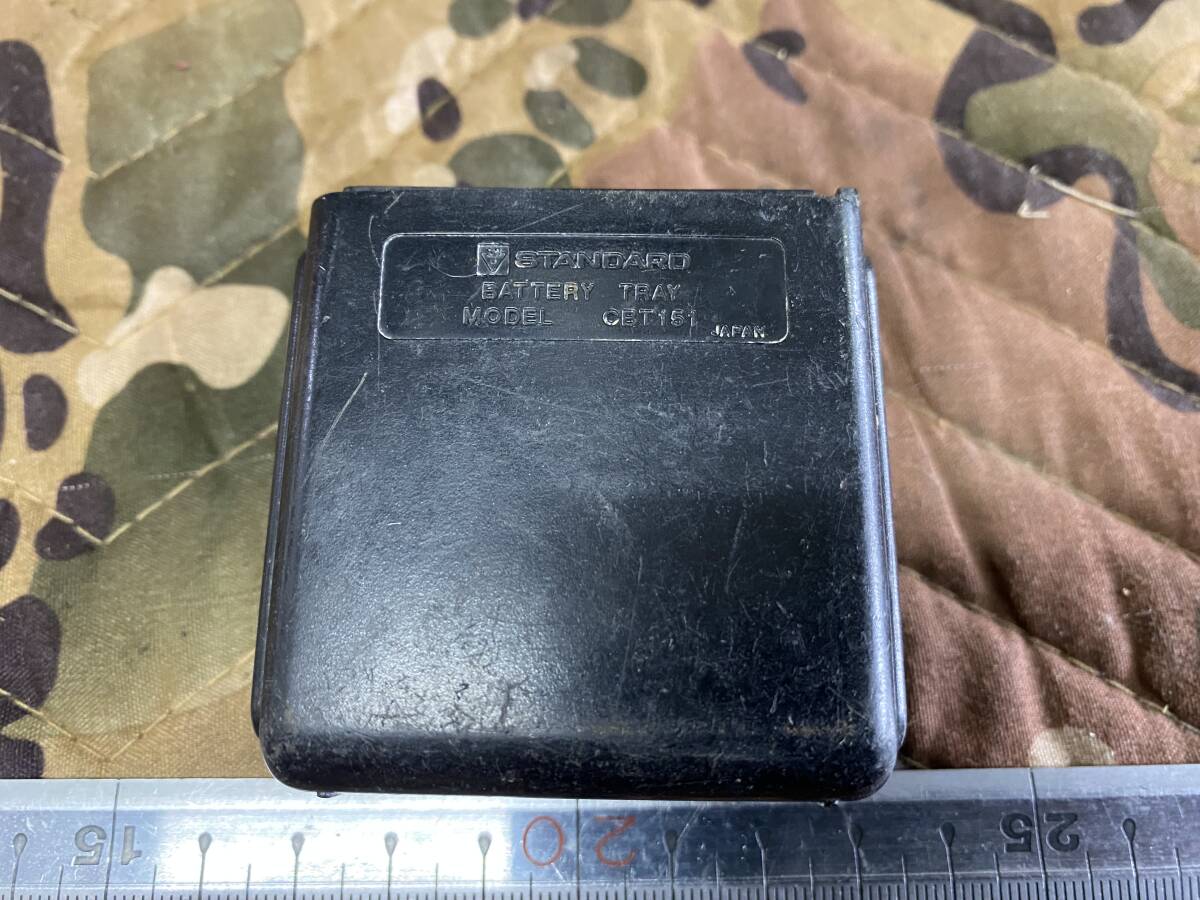 STANDARD
BATTERY TRAY
MODEL CBT151 JAPAN
15 20 25